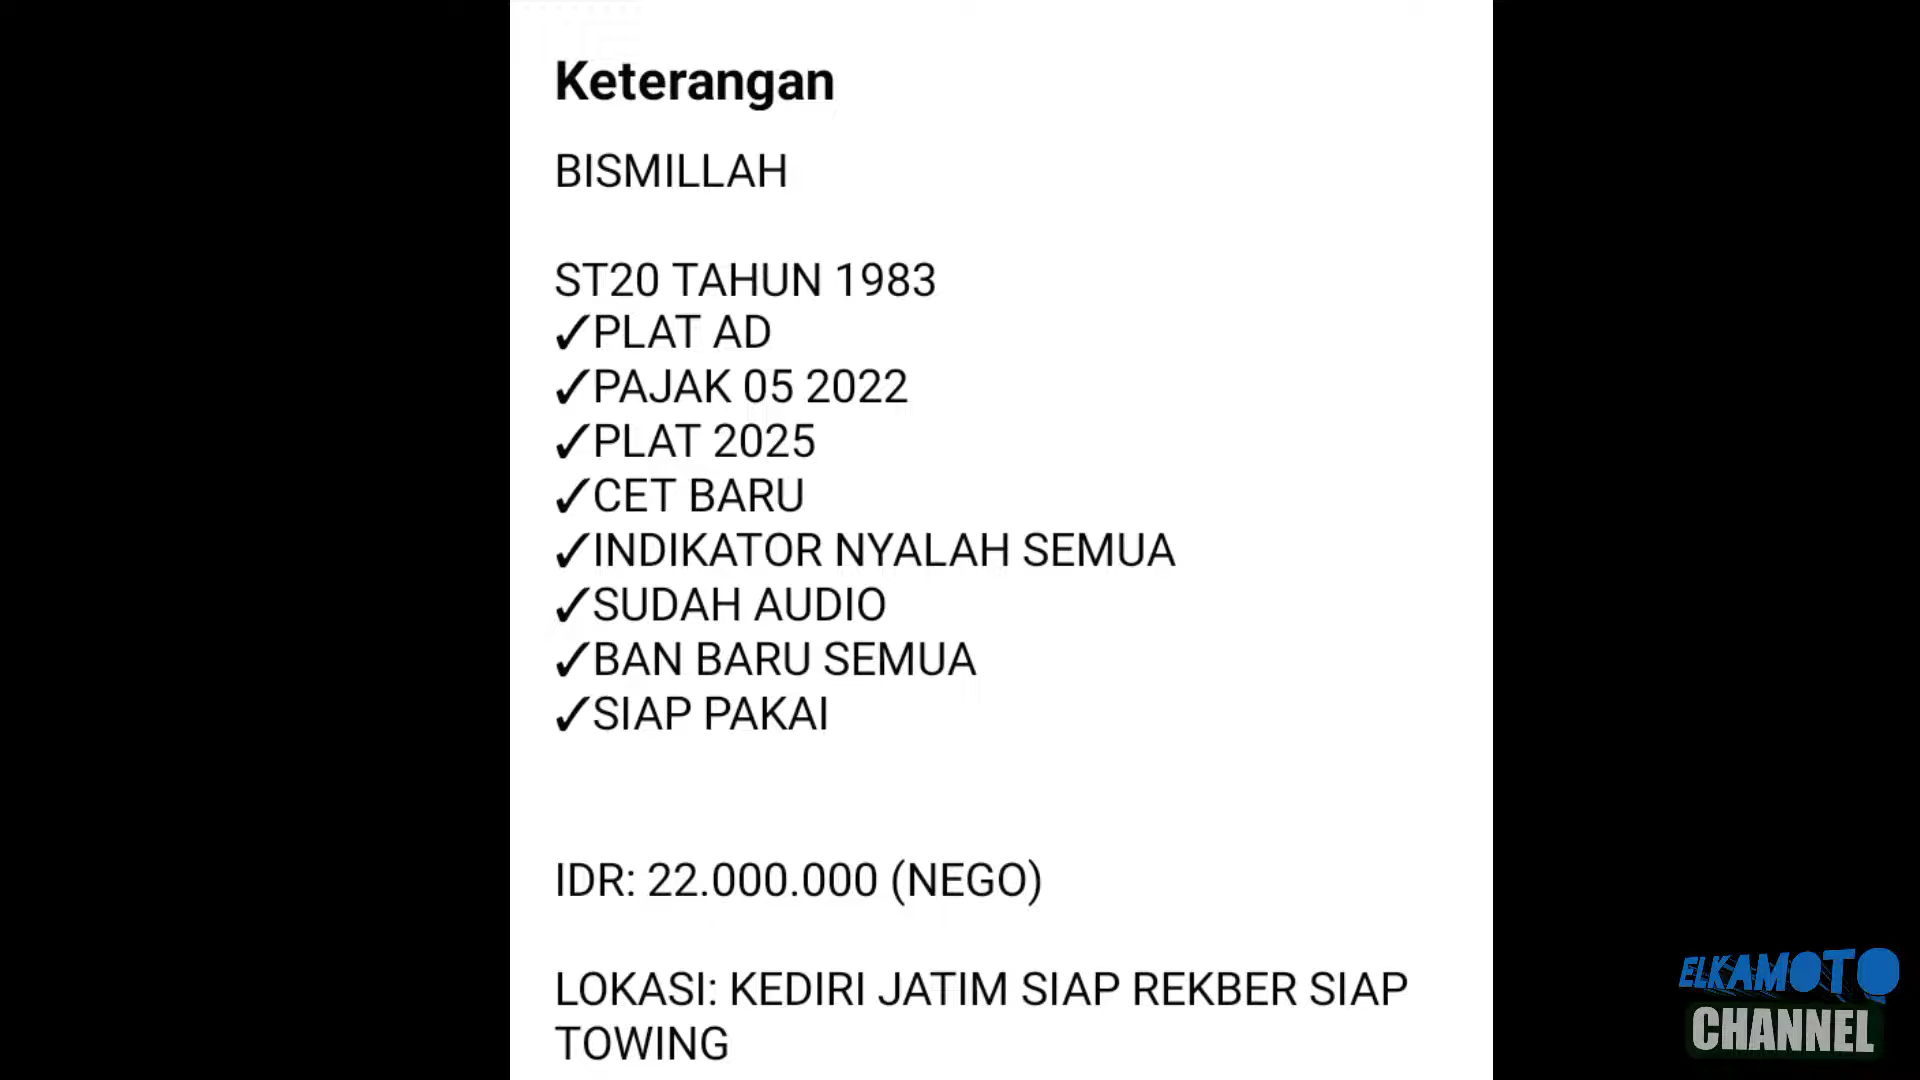 Keterangan
BISMILLAH
ST20 TAHUN 1983
✓PLAT AD
✓PAJAK 05 2022
✓PLAT 2025
✓CET BARU
✓INDIKATOR NYALAH SEMUA
✓SUDAH AUDIO
✓BAN BARU SEMUA
✓SIAP PAKAI
IDR: 22.000.000 (NEGO)
LOKASI: KEDIRI JATIM SIAP REKBER SIAP
TOWING
ELKAMOTO
CHANNEL